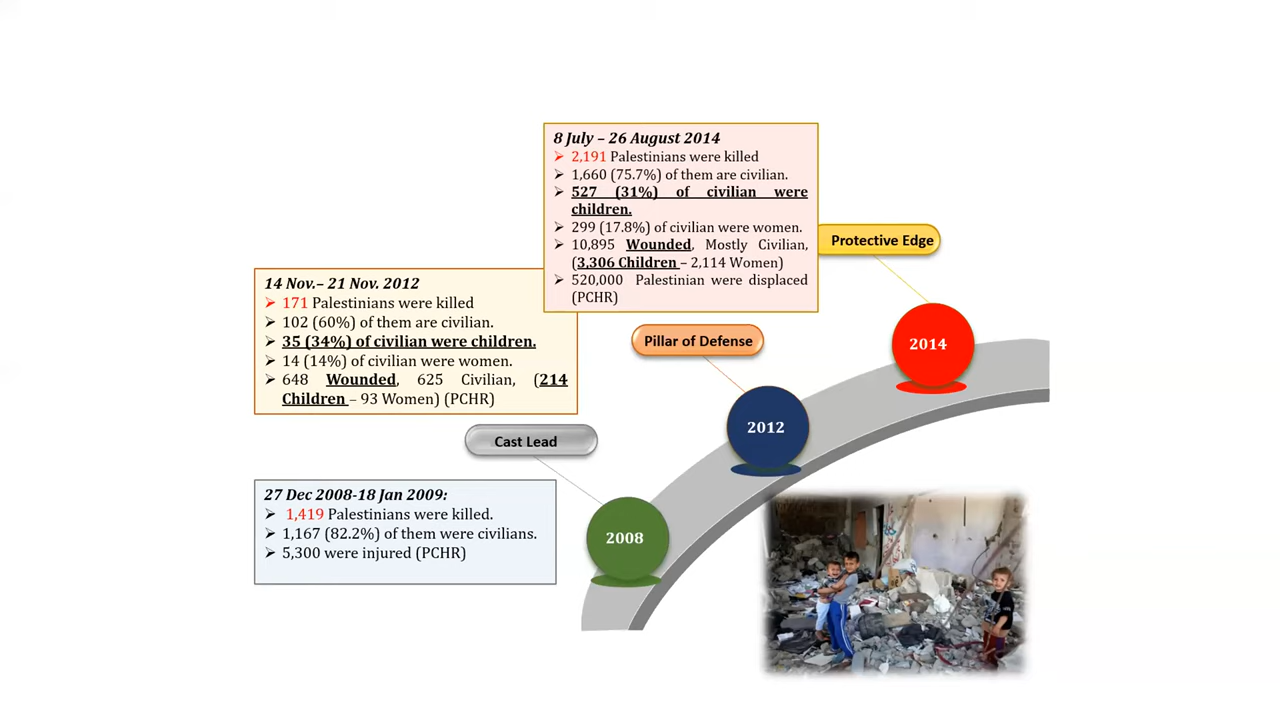 8 July – 26 August 2014
➢ 2,191 Palestinians were killed
➢ 1,660 (75.7%) of them are civilian.
➢ 527 (31%) of civilian were
children.
➢ 299 (17.8%) of civilian were women.
➢ 10,895 Wounded, Mostly Civilian,
(3,306 Children – 2,114 Women)
➢ 520,000 Palestinian were displaced
(PCHR)
Protective Edge
2014
14 Nov.– 21 Nov. 2012
➢ 171 Palestinians were killed
➢ 102 (60%) of them are civilian.
➢ 35 (34%) of civilian were children.
➢ 14 (14%) of civilian were women.
➢ 648 Wounded, 625 Civilian, (214
Children – 93 Women) (PCHR)
Pillar of Defense
2012
Cast Lead
27 Dec 2008-18 Jan 2009:
➢ 1,419 Palestinians were killed.
➢ 1,167 (82.2%) of them were civilians.
➢ 5,300 were injured (PCHR)
2008